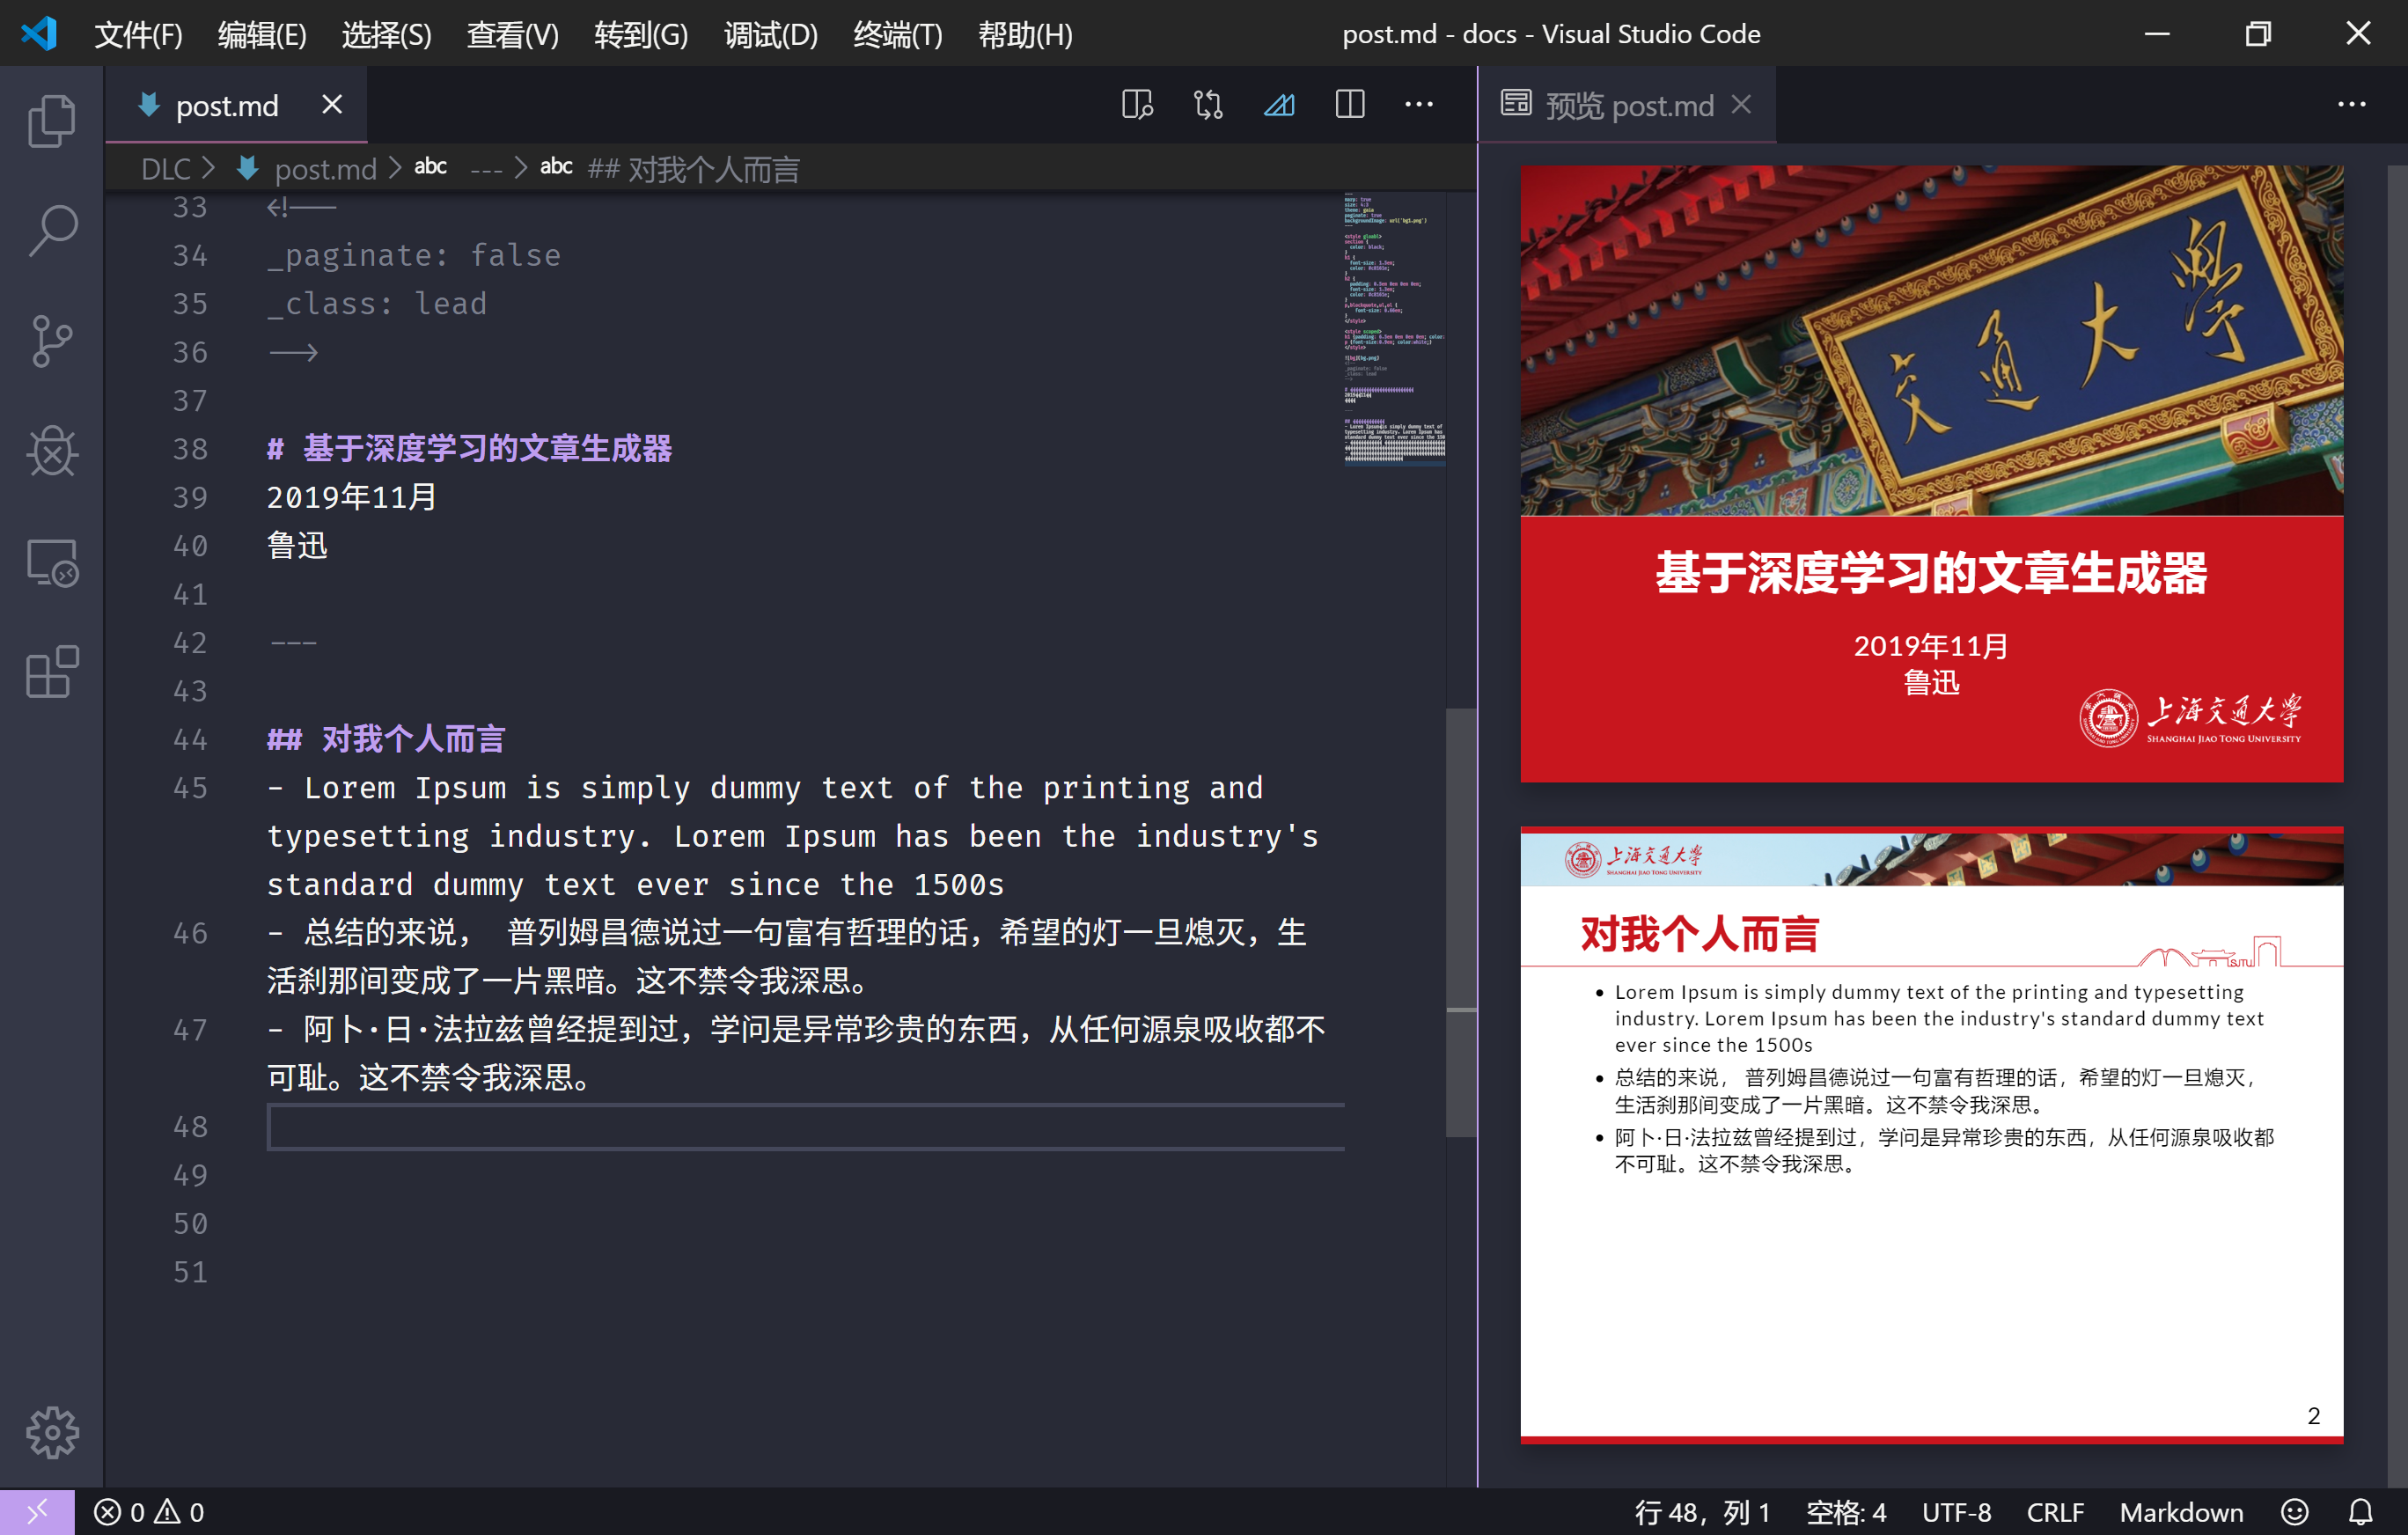 文件(F) 编辑(E) 选择(S) 查看(V) 转到(G) 调试(D) 终端(T) 帮助(H) post.md - docs - Visual Studio Code
post.md
预览 post.md
DLC > post.md > abc --- > abc ## 对我个人而言
33 <!--
34 _paginate: false
35 _class: lead
36 -->
37
38 # 基于深度学习的文章生成器
39 2019年11月
40 鲁迅
41
42 ---
43
44 ## 对我个人而言
45 - Lorem Ipsum is simply dummy text of the printing and
typesetting industry. Lorem Ipsum has been the industry's
standard dummy text ever since the 1500s
46 - 总结的来说， 普列姆昌德说过一句富有哲理的话，希望的灯一旦熄灭，生
活刹那间变成了一片黑暗。这不禁令我深思。
47 - 阿卜·日·法拉兹曾经提到过，学问是异常珍贵的东西，从任何源泉吸收都不
可耻。这不禁令我深思。
48
49
50
51
交通大學
基于深度学习的文章生成器
2019年11月
鲁迅
上海交通大學
SHANGHAI JIAO TONG UNIVERSITY
上海交通大學
SHANGHAI JIAO TONG UNIVERSITY
对我个人而言
SJTU
• Lorem Ipsum is simply dummy text of the printing and typesetting
industry. Lorem Ipsum has been the industry's standard dummy text
ever since the 1500s
• 总结的来说， 普列姆昌德说过一句富有哲理的话，希望的灯一旦熄灭，
生活刹那间变成了一片黑暗。这不禁令我深思。
• 阿卜·日·法拉兹曾经提到过，学问是异常珍贵的东西，从任何源泉吸收都
不可耻。这不禁令我深思。
2
0 0 行 48，列 1 空格: 4 UTF-8 CRLF Markdown